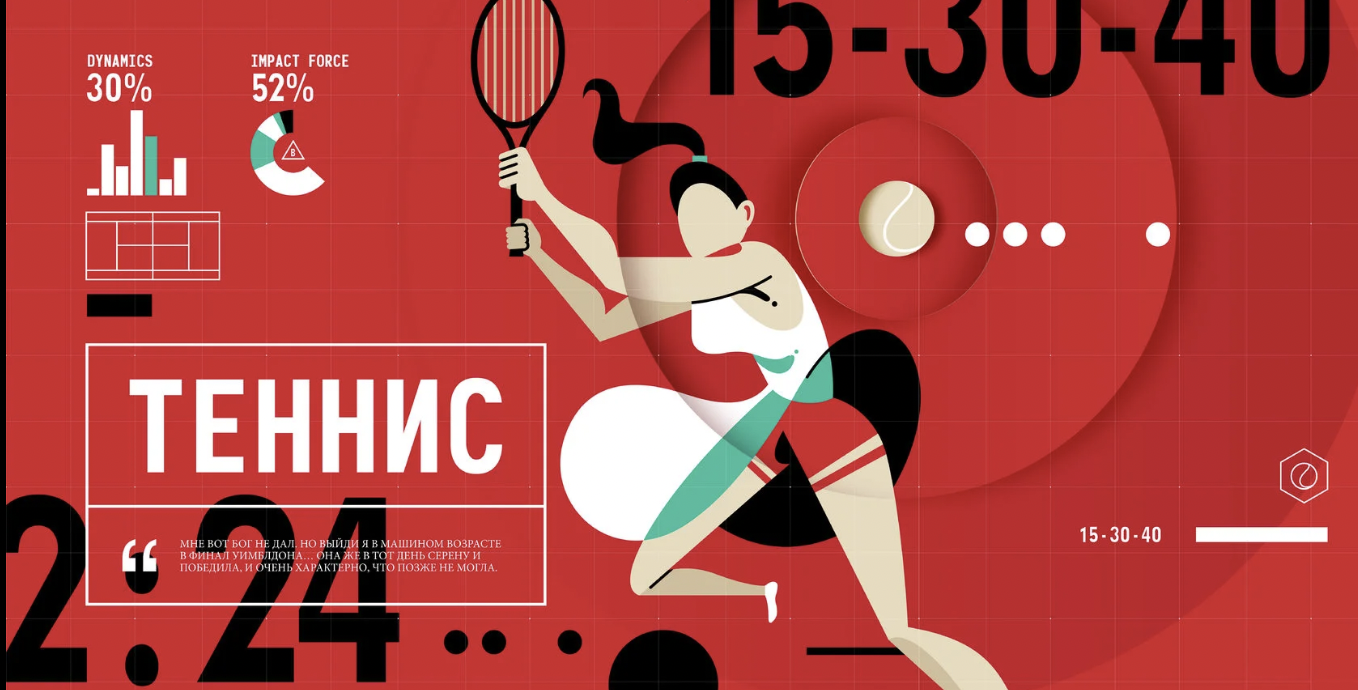 15-30-40
DYNAMICS
30%
IMPACT FORCE
52%
В
ТЕННИС
2:24
“
МНЕ ВОТ БОГ НЕ ДАЛ. НО ВЫЙДИ Я В МАШИНОМ ВОЗРАСТЕ
В ФИНАЛ УИМБЛДОНА... ОНА ЖЕ В ТОТ ДЕНЬ СЕРЕНУ И
ПОБЕДИЛА, И ОЧЕНЬ ХАРАКТЕРНО, ЧТО ПОЗЖЕ НЕ МОГЛА.
15-30-40